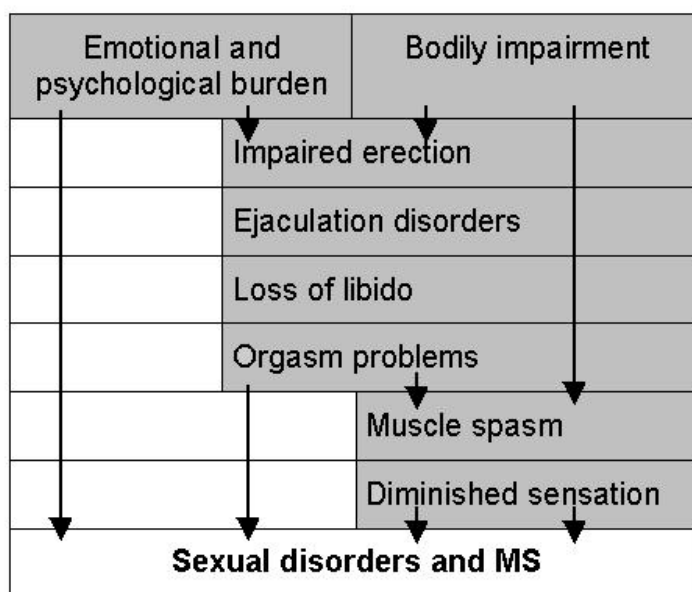 Emotional and
psychological burden
Bodily impairment
Impaired erection
Ejaculation disorders
Loss of libido
Orgasm problems
Muscle spasm
Diminished sensation
Sexual disorders and MS